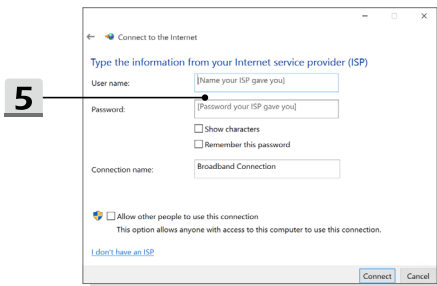 Connect to the Internet
Type the information from your Internet service provider (ISP)
User name:
[Name your ISP gave you]
5
Password:
[Password your ISP gave you]
Show characters
Remember this password
Connection name:
Broadband Connection
Allow other people to use this connection
This option allows anyone with access to this computer to use this connection.
I don't have an ISP
Connect
Cancel